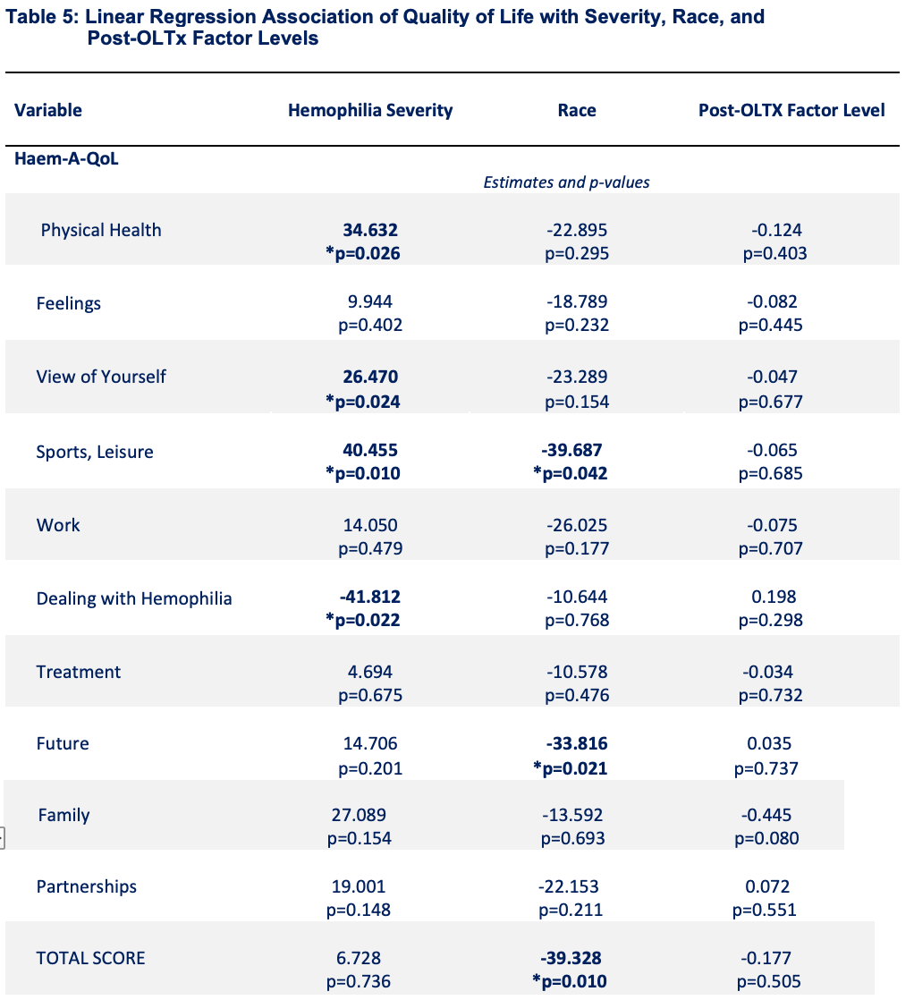 Table 5: Linear Regression Association of Quality of Life with Severity, Race, and
Post-OLTx Factor Levels
Variable Hemophilia Severity Race Post-OLTX Factor Level
Haem-A-QoL
Estimates and p-values
Physical Health 34.632 -22.895 -0.124
*p=0.026 p=0.295 p=0.403
Feelings 9.944 -18.789 -0.082
p=0.402 p=0.232 p=0.445
View of Yourself 26.470 -23.289 -0.047
*p=0.024 p=0.154 p=0.677
Sports, Leisure 40.455 -39.687 -0.065
*p=0.010 *p=0.042 p=0.685
Work 14.050 -26.025 -0.075
p=0.479 p=0.177 p=0.707
Dealing with Hemophilia -41.812 -10.644 0.198
*p=0.022 p=0.768 p=0.298
Treatment 4.694 -10.578 -0.034
p=0.675 p=0.476 p=0.732
Future 14.706 -33.816 0.035
p=0.201 *p=0.021 p=0.737
Family 27.089 -13.592 -0.445
p=0.154 p=0.693 p=0.080
Partnerships 19.001 -22.153 0.072
p=0.148 p=0.211 p=0.551
TOTAL SCORE 6.728 -39.328 -0.177
p=0.736 *p=0.010 p=0.505